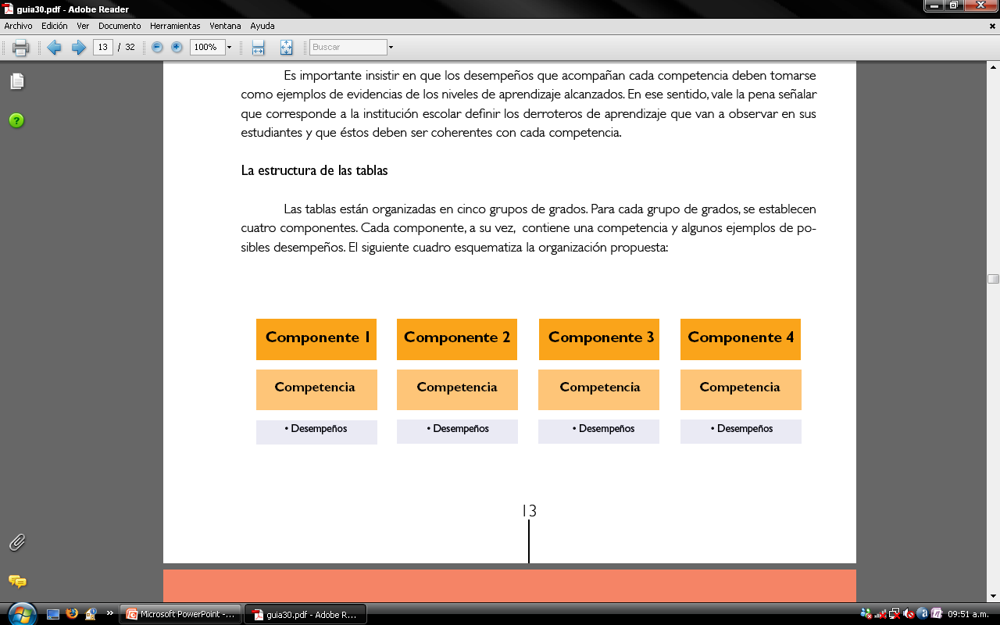 guia30.pdf - Adobe Reader
Archivo Edición Ver Documento Herramientas Ventana Ayuda
13 / 32 100% Buscar
Es importante insistir en que los desempeños que acompañan cada competencia deben tomarse
como ejemplos de evidencias de los niveles de aprendizaje alcanzados. En ese sentido, vale la pena señalar
que corresponde a la institución escolar definir los derroteros de aprendizaje que van a observar en sus
estudiantes y que éstos deben ser coherentes con cada competencia.
La estructura de las tablas
Las tablas están organizadas en cinco grupos de grados. Para cada grupo de grados, se establecen
cuatro componentes. Cada componente, a su vez, contiene una competencia y algunos ejemplos de po-
sibles desempeños. El siguiente cuadro esquematiza la organización propuesta:
Componente 1 Componente 2 Componente 3 Componente 4
Competencia Competencia Competencia Competencia
• Desempeños • Desempeños • Desempeños • Desempeños
13
Microsoft PowerPoint -... guia30.pdf - Adobe R... 09:51 a.m.